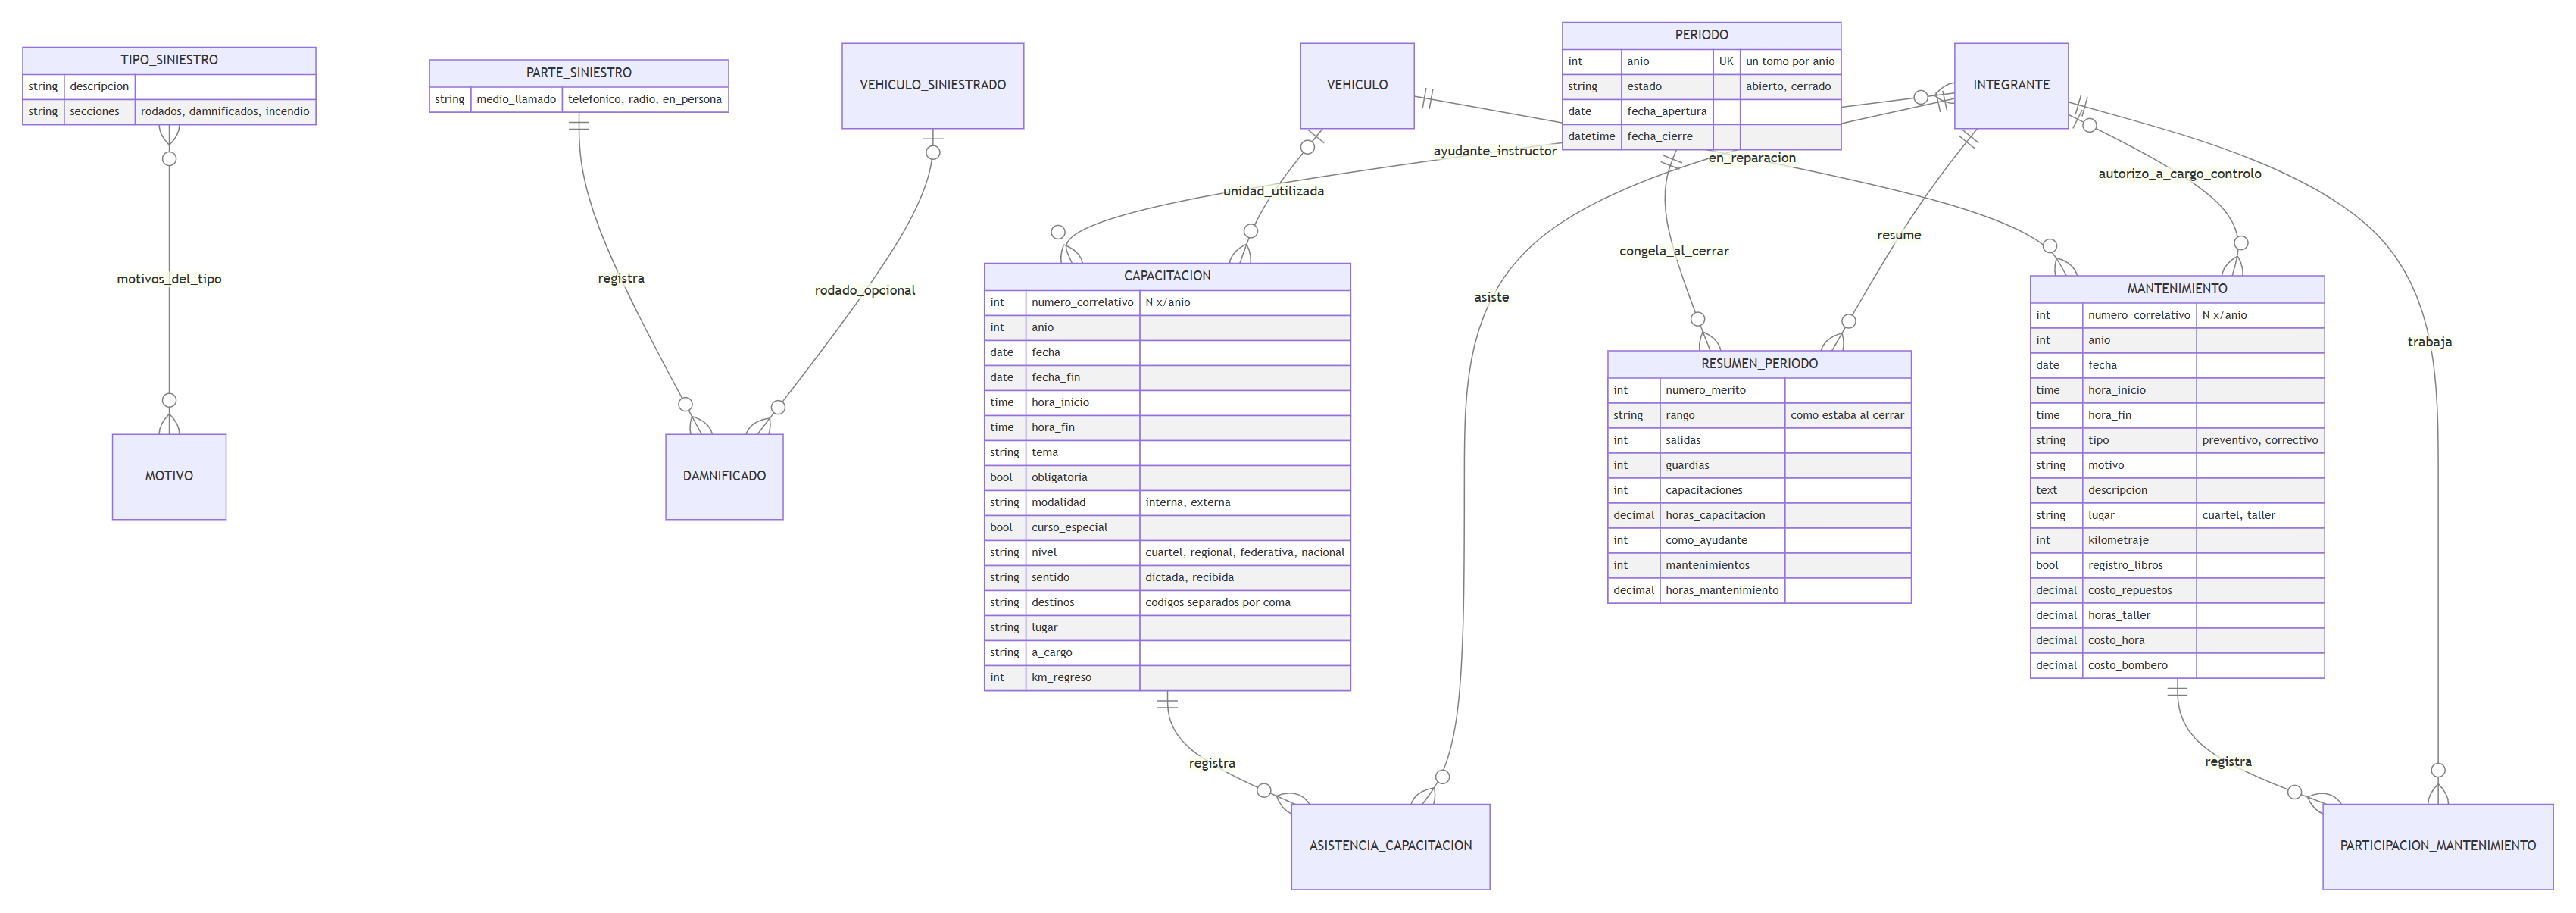 TIPO_SINIESTRO
string descripcion
string secciones rodados, damnificados, incendio
motivos_del_tipo
MOTIVO
PARTE_SINIESTRO
string medio_llamado telefonico, radio, en_persona
registra
VEHICULO_SINIESTRADO
rodado_opcional
DAMNIFICADO
VEHICULO
unidad_utilizada
PERIODO
int anio UK un tomo por anio
string estado abierto, cerrado
date fecha_apertura
datetime fecha_cierre
ayudante_instructor
en_reparacion
INTEGRANTE
autorizo_a_cargo_controlo
congela_al_cerrar
resume
asiste
trabaja
CAPACITACION
int numero_correlativo N x/anio
int anio
date fecha
date fecha_fin
time hora_inicio
time hora_fin
string tema
bool obligatoria
string modalidad interna, externa
bool curso_especial
string nivel cuartel, regional, federativa, nacional
string sentido dictada, recibida
string destinos codigos separados por coma
string lugar
string a_cargo
int km_regreso
registra
ASISTENCIA_CAPACITACION
RESUMEN_PERIODO
int numero_merito
string rango como estaba al cerrar
int salidas
int guardias
int capacitaciones
decimal horas_capacitacion
int como_ayudante
int mantenimientos
decimal horas_mantenimiento
MANTENIMIENTO
int numero_correlativo N x/anio
int anio
date fecha
time hora_inicio
time hora_fin
string tipo preventivo, correctivo
string motivo
text descripcion
string lugar cuartel, taller
int kilometraje
bool registro_libros
decimal costo_repuestos
decimal horas_taller
decimal costo_hora
decimal costo_bombero
registra
PARTICIPACION_MANTENIMIENTO